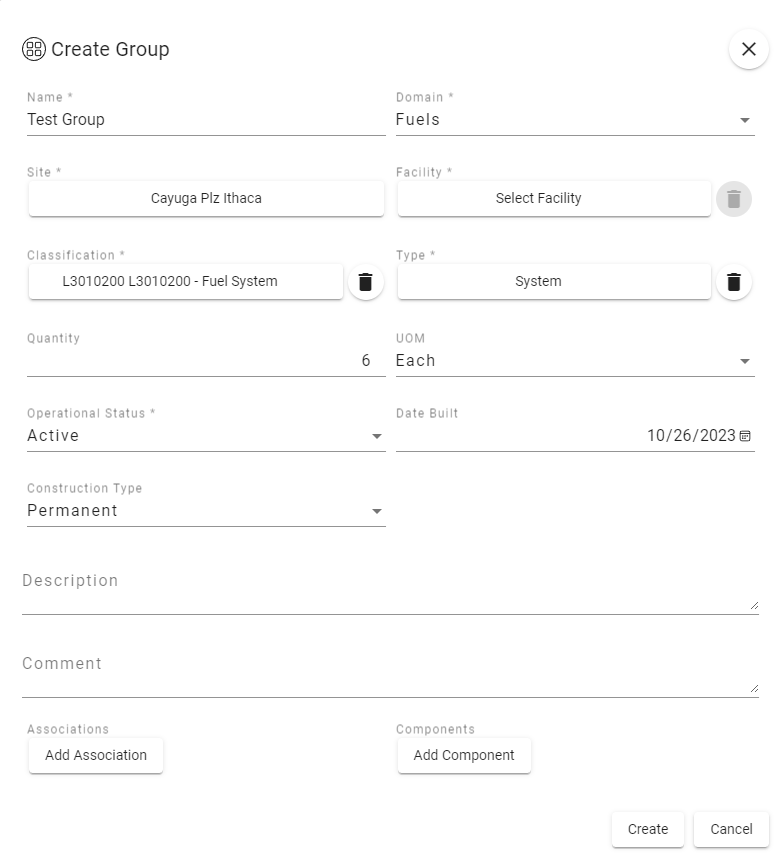 Create Group
Name *
Domain *
Test Group
Fuels
Site *
Facility *
Cayuga Plz Ithaca
Select Facility
Classification *
Type *
L3010200 L3010200 - Fuel System
System
Quantity
UOM
6
Each
Operational Status *
Date Built
Active
10/26/2023
Construction Type
Permanent
Description
Comment
Associations
Components
Add Association
Add Component
Create
Cancel